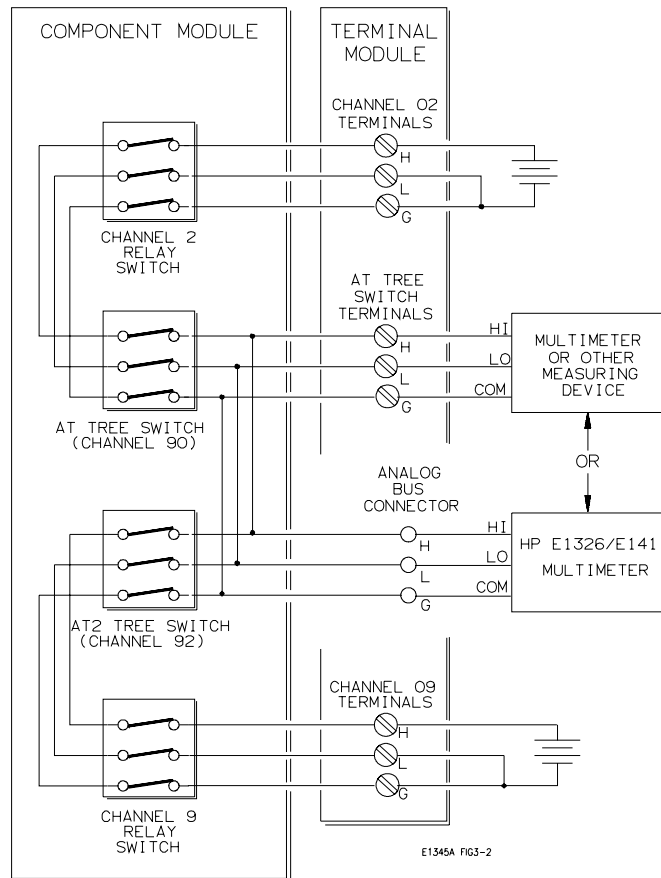 COMPONENT MODULE
TERMINAL
MODULE
CHANNEL 02
TERMINALS
H
L
G
CHANNEL 2
RELAY
SWITCH
AT TREE
SWITCH
TERMINALS
H
L
G
HI
LO
COM
MULTIMETER
OR OTHER
MEASURING
DEVICE
AT TREE SWITCH
(CHANNEL 90)
OR
ANALOG
BUS
CONNECTOR
H
L
G
HI
LO
COM
HP E1326/E141
MULTIMETER
AT2 TREE SWITCH
(CHANNEL 92)
CHANNEL 09
TERMINALS
H
L
G
CHANNEL 9
RELAY
SWITCH
E1345A FIG3-2